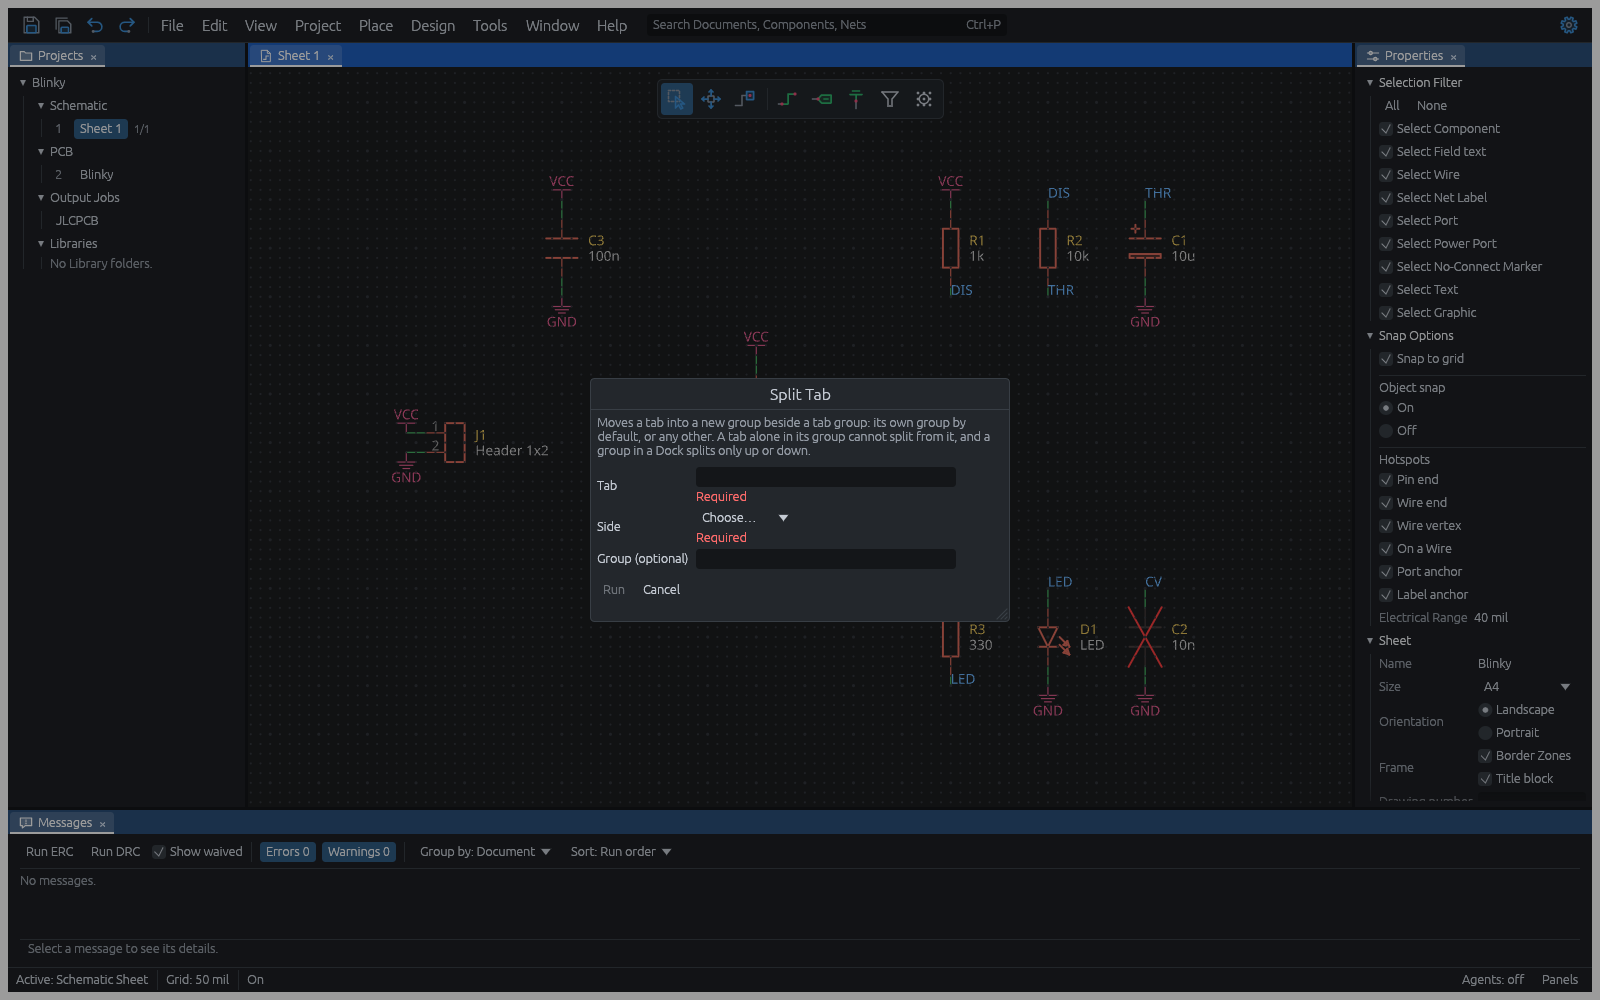 File Edit View Project Place Design Tools Window Help Search Documents, Components, Nets Ctrl+P
Projects
Sheet 1
Properties
Blinky
Schematic
1 Sheet 1 1/1
PCB
2 Blinky
Output Jobs
JLCPCB
Libraries
No Library folders.
VCC
C3
100n
GND
VCC
R1
1k
DIS
DIS
R2
10k
THR
THR
C1
10u
GND
VCC
VCC
1
2
J1
Header 1x2
GND
Split Tab
Moves a tab into a new group beside a tab group: its own group by
default, or any other. A tab alone in its group cannot split from it, and a
group in a Dock splits only up or down.
Tab
Required
Side Choose...
Required
Group (optional)
Run Cancel
R3
330
LED
LED
D1
LED
GND
CV
C2
10n
GND
Selection Filter
All None
Select Component
Select Field text
Select Wire
Select Net Label
Select Port
Select Power Port
Select No-Connect Marker
Select Text
Select Graphic
Snap Options
Snap to grid
Object snap
On
Off
Hotspots
Pin end
Wire end
Wire vertex
On a Wire
Port anchor
Label anchor
Electrical Range 40 mil
Sheet
Name Blinky
Size A4
Orientation Landscape
Portrait
Frame Border Zones
Title block
Drawing number
Messages
Run ERC Run DRC Show waived Errors 0 Warnings 0 Group by: Document Sort: Run order
No messages.
Select a message to see its details.
Active: Schematic Sheet Grid: 50 mil On Agents: off Panels